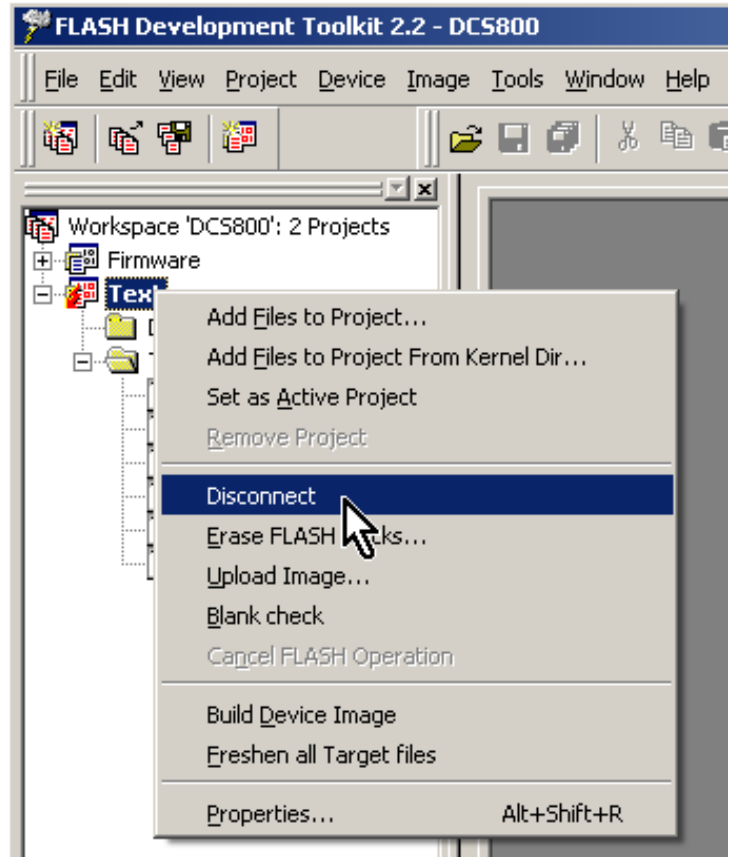 FLASH Development Toolkit 2.2 - DCS800
File Edit View Project Device Image Tools Window Help
Workspace 'DCS800': 2 Projects
Firmware
Text
Add Files to Project...
Add Files to Project From Kernel Dir...
Set as Active Project
Remove Project
Disconnect
Erase FLASH
Upload Image...
Blank check
Cancel FLASH Operation
Build Device Image
Freshen all Target files
Properties... Alt+Shift+R